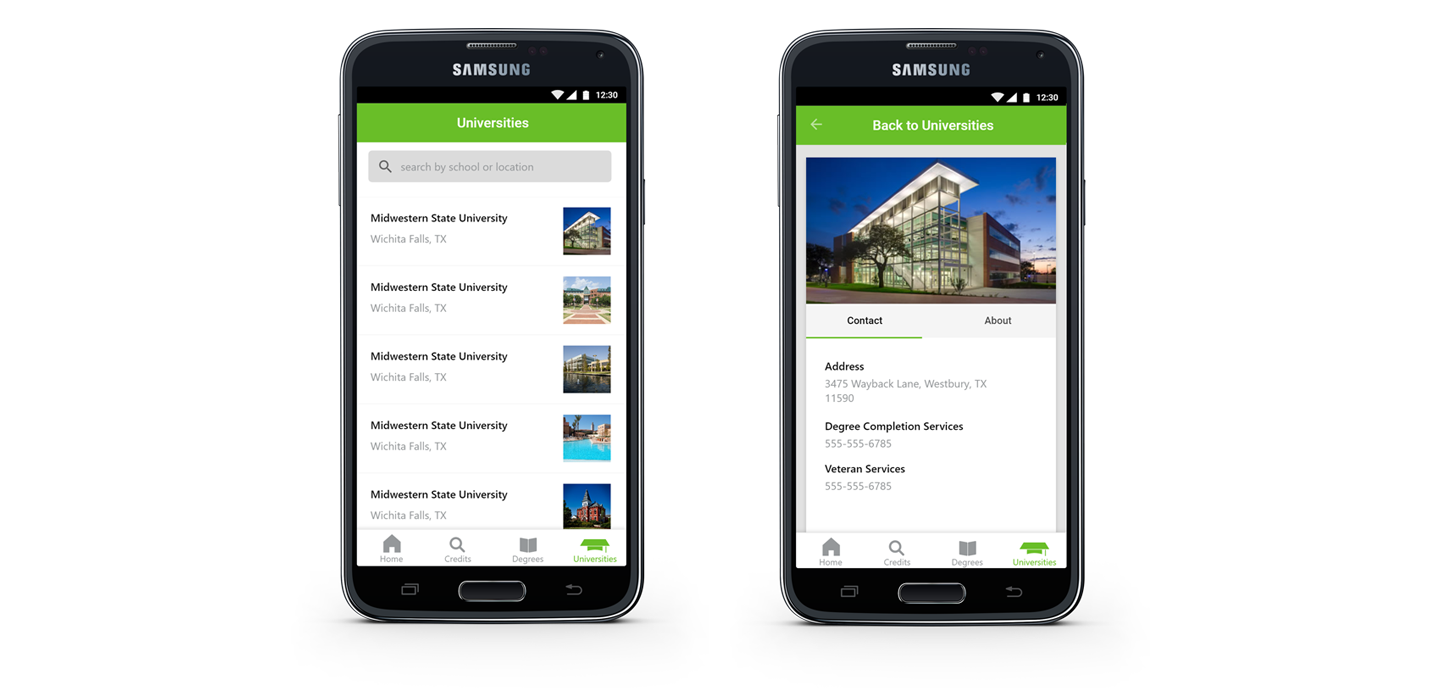 SAMSUNG
12:30
Universities
search by school or location
Midwestern State University
Wichita Falls, TX
Midwestern State University
Wichita Falls, TX
Midwestern State University
Wichita Falls, TX
Midwestern State University
Wichita Falls, TX
Midwestern State University
Wichita Falls, TX
Home Credits Degrees Universities
SAMSUNG
12:30
Back to Universities
Contact About
Address
3475 Wayback Lane, Westbury, TX
11590
Degree Completion Services
555-555-6785
Veteran Services
555-555-6785
Home Credits Degrees Universities